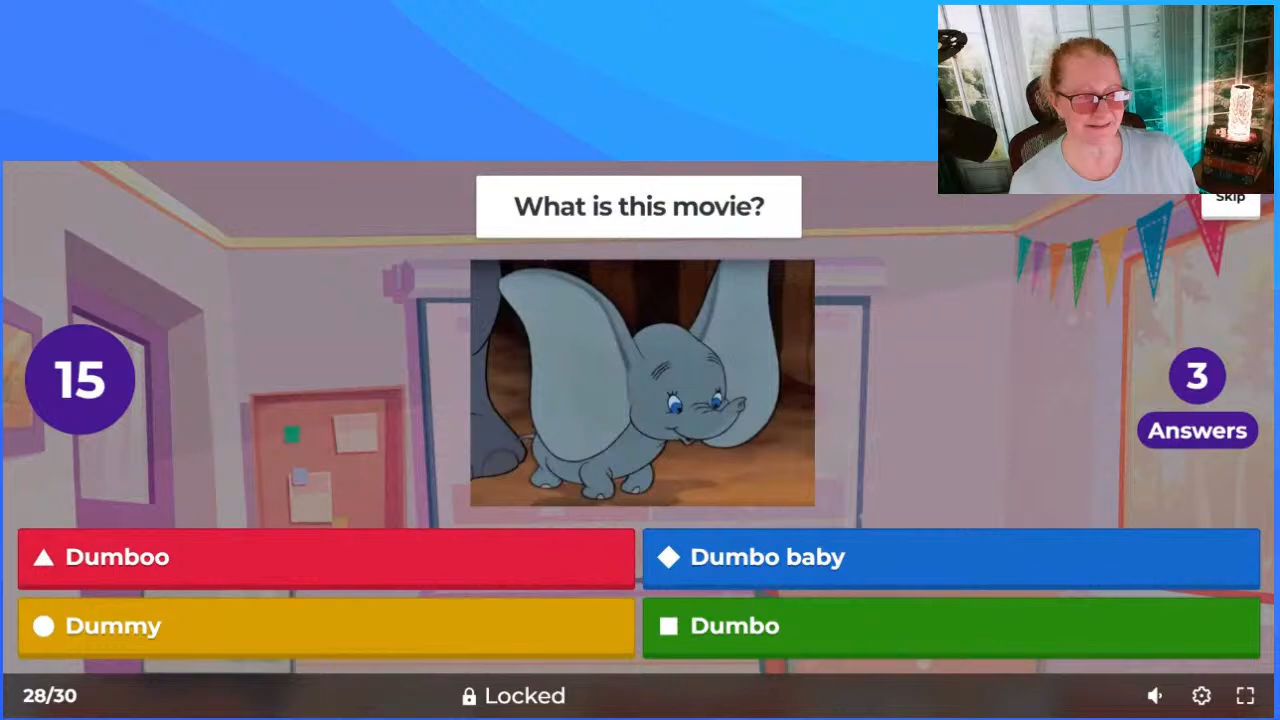 What is this movie?
Skip
15
3
Answers
Dumboo
Dumbo baby
Dummy
Dumbo
28/30
Locked